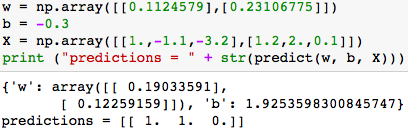 w = np.array([[0.1124579],[0.23106775]])
b = -0.3
X = np.array([[1.,-1.1,-3.2],[1.2,2.,0.1]])
print ("predictions = " + str(predict(w, b, X)))
{'w': array([[ 0.19033591],
[ 0.12259159]]), 'b': 1.9253598300845747}
predictions = [[ 1. 1. 0.]]